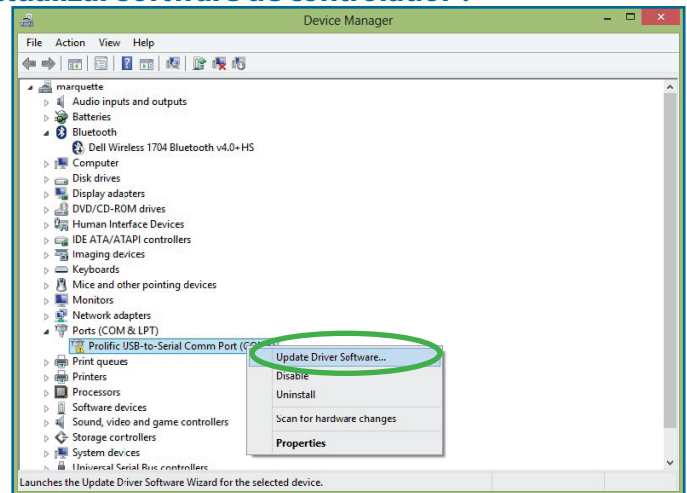 Device Manager
File Action View Help
marquette
Audio inputs and outputs
Batteries
Bluetooth
Dell Wireless 1704 Bluetooth v4.0+HS
Computer
Disk drives
Display adapters
DVD/CD-ROM drives
Human Interface Devices
IDE ATA/ATAPI controllers
Imaging devices
Keyboards
Mice and other pointing devices
Monitors
Network adapters
Ports (COM & LPT)
Prolific USB-to-Serial Comm Port
Update Driver Software...
Disable
Uninstall
Scan for hardware changes
Properties
Print queues
Printers
Processors
Software devices
Sound, video and game controllers
Storage controllers
System devices
Universal Serial Bus controllers
Launches the Update Driver Software Wizard for the selected device.